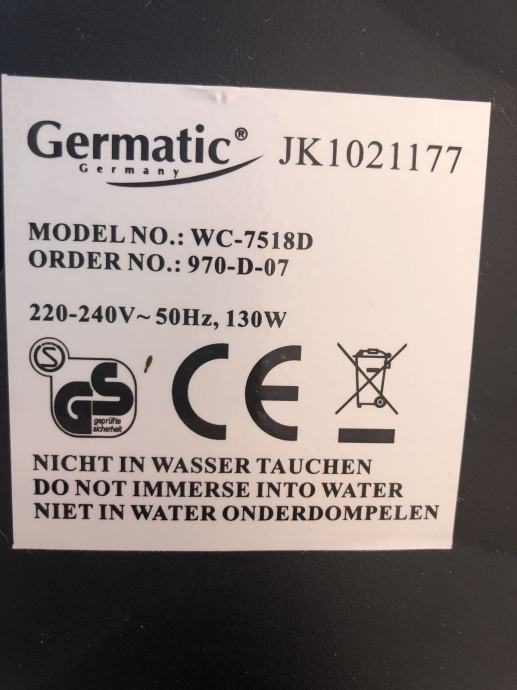 Germatic® JK1021177
Germany
MODEL NO.: WC-7518D
ORDER NO.: 970-D-07
220-240V~ 50Hz, 130W
S
GS
geprüfte
sicherheit
CE
NICHT IN WASSER TAUCHEN
DO NOT IMMERSE INTO WATER
NIET IN WATER ONDERDOMPELEN